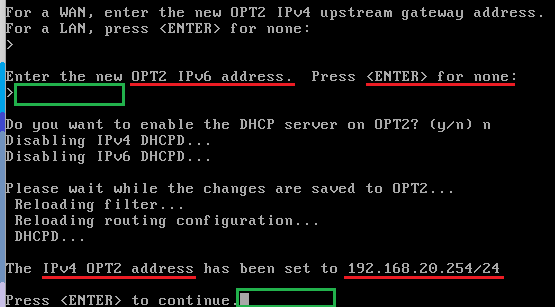 For a WAN, enter the new OPT2 IPv4 upstream gateway address.
For a LAN, press <ENTER> for none:
>
Enter the new OPT2 IPv6 address.  Press <ENTER> for none:
>
Do you want to enable the DHCP server on OPT2? (y/n) n
Disabling IPv4 DHCPD...
Disabling IPv6 DHCPD...
Please wait while the changes are saved to OPT2...
 Reloading filter...
 Reloading routing configuration...
 DHCPD...
The IPv4 OPT2 address has been set to 192.168.20.254/24
Press <ENTER> to continue.